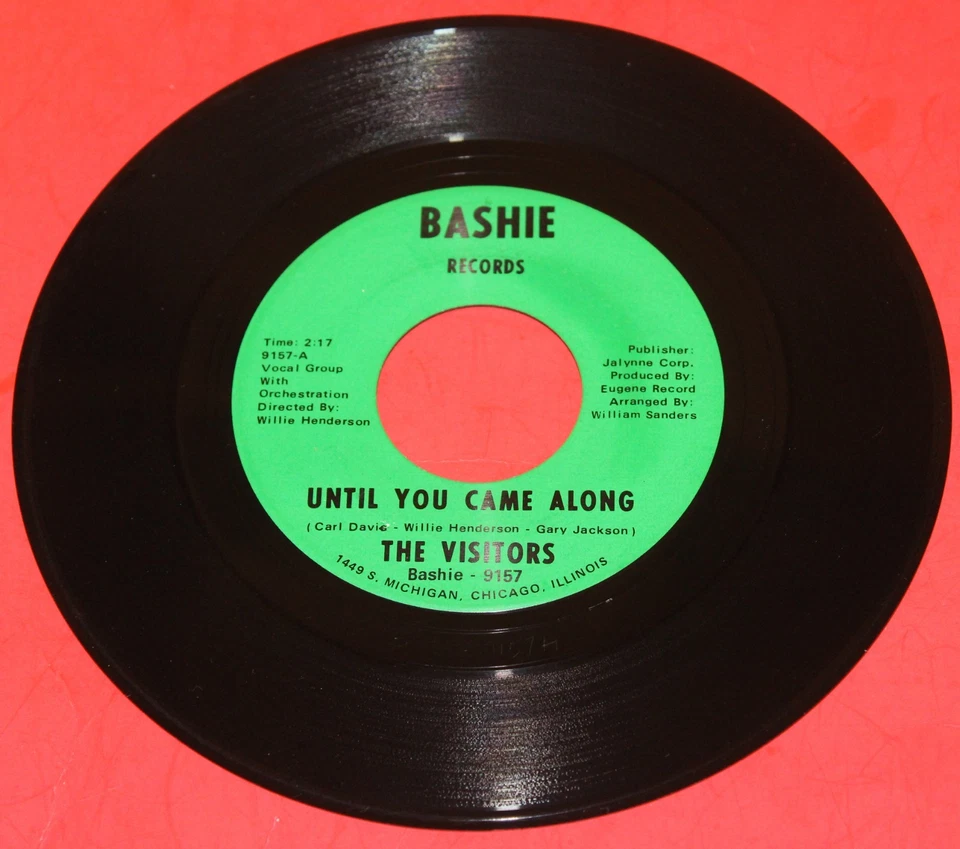 BASHIE
RECORDS
Time: 2:17
9157-A
Vocal Group
With
Orchestration
Directed By:
Willie Henderson
Publisher:
Jalynne Corp.
Produced By:
Eugene Record
Arranged By:
William Sanders
UNTIL YOU CAME ALONG
(Carl Davis - Willie Henderson - Gary Jackson)
THE VISITORS
Bashie - 9157
1449 S. MICHIGAN, CHICAGO, ILLINOIS